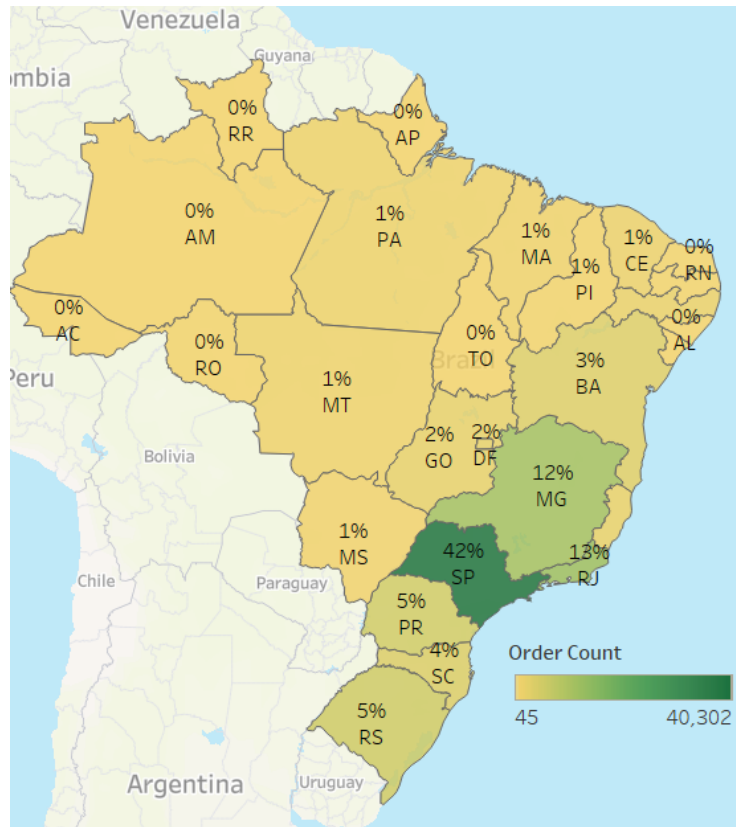 Venezuela
Guyana
ombia
0%
RR
0%
AP
0%
AM
1%
PA
1%
MA
1%
PI
1%
CE
0%
RN
0%
AC
0%
RO
0%
TO
0%
AL
Brazil
Peru
1%
MT
3%
BA
Bolivia
2%
GO
2%
DF
12%
MG
1%
MS
42%
SP
13%
RJ
Chile
Paraguay
5%
PR
4%
SC
5%
RS
Order Count
45
40,302
Argentina
Uruguay